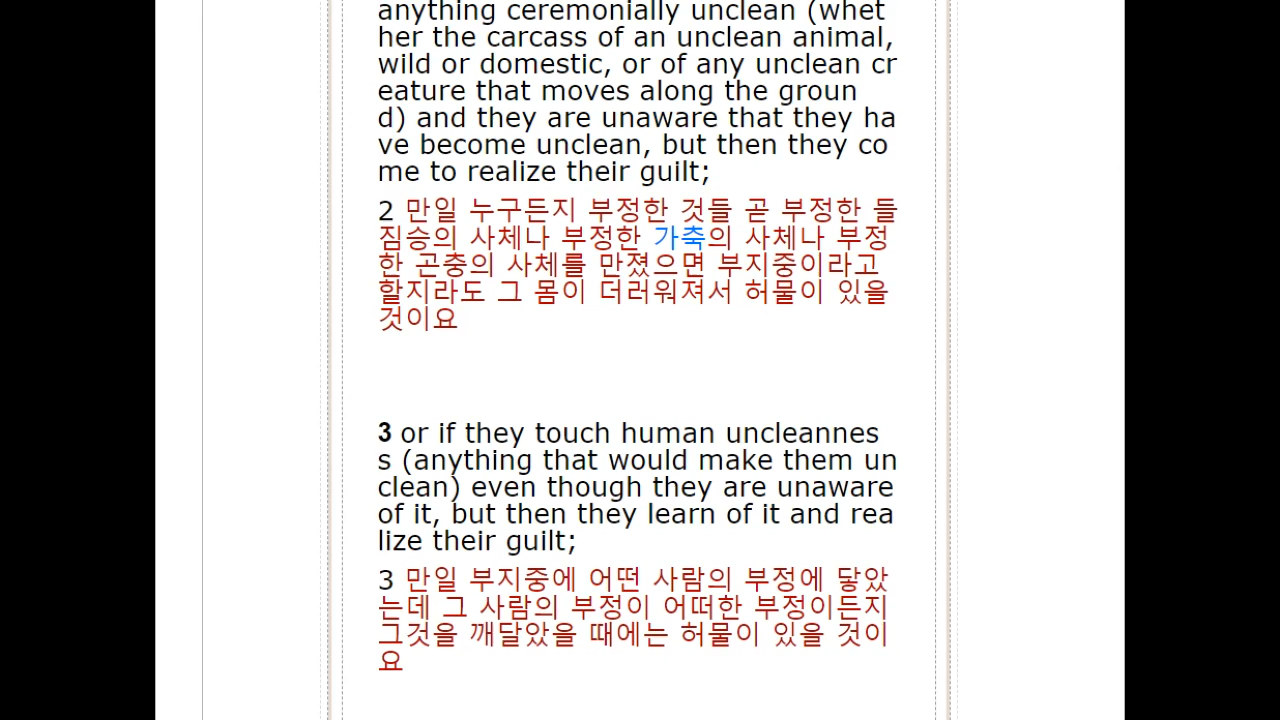 anything ceremonially unclean (whet
her the carcass of an unclean animal,
wild or domestic, or of any unclean cr
eature that moves along the groun
d) and they are unaware that they ha
ve become unclean, but then they co
me to realize their guilt;
2 만일 누구든지 부정한 것들 곧 부정한 들
짐승의 사체나 부정한 가축의 사체나 부정
한 곤충의 사체를 만졌으면 부지중이라고
할지라도 그 몸이 더러워져서 허물이 있을
것이요
3 or if they touch human uncleannes
s (anything that would make them un
clean) even though they are unaware
of it, but then they learn of it and rea
lize their guilt;
3 만일 부지중에 어떤 사람의 부정에 닿았
는데 그 사람의 부정이 어떠한 부정이든지
그것을 깨달았을 때에는 허물이 있을 것이
요